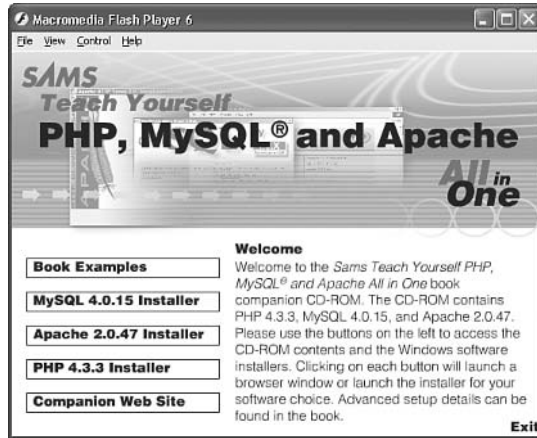 Macromedia Flash Player 6
File View Control Help
SAMS
Teach Yourself
PHP, MySQL® and Apache
All in
One
Book Examples
MySQL 4.0.15 Installer
Apache 2.0.47 Installer
PHP 4.3.3 Installer
Companion Web Site
Welcome
Welcome to the Sams Teach Yourself PHP,
MySQL® and Apache All in One book
companion CD-ROM. The CD-ROM contains
PHP 4.3.3, MySQL 4.0.15, and Apache 2.0.47.
Please use the buttons on the left to access the
CD-ROM contents and the Windows software
installers. Clicking on each button will launch a
browser window or launch the installer for your
software choice. Advanced setup details can be
found in the book.
Exit